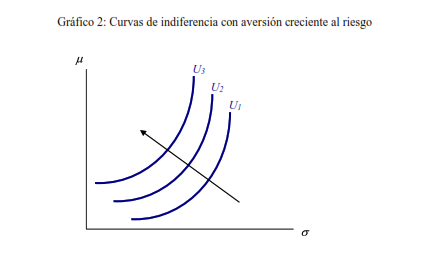 Gráfico 2: Curvas de indiferencia con aversión creciente al riesgo
μ
U3
U2
U1
σ